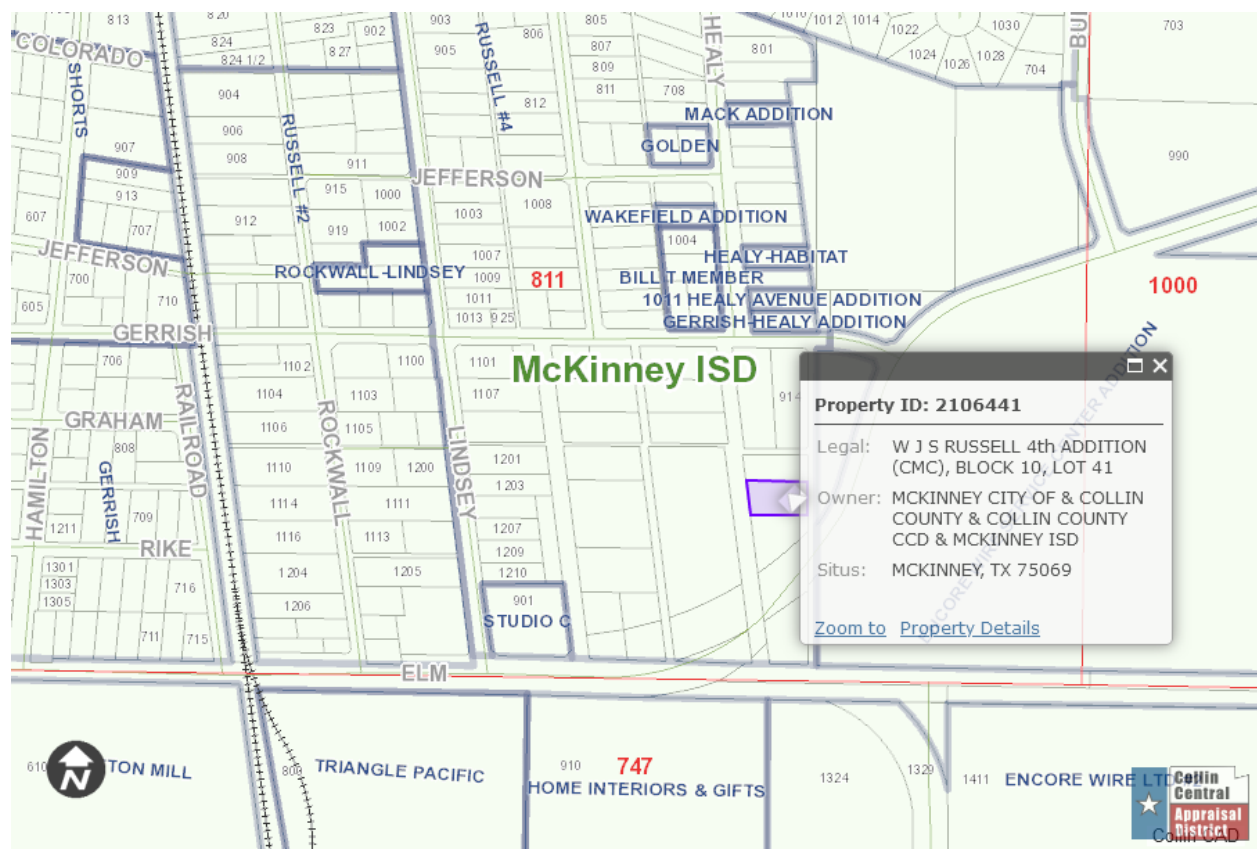 813
820
823
902
903
806
805
HEALY
1010
1012
1014
1022
1030
BU
703
COLORADO
824
827
824 1/2
905
RUSSELL #4
807
801
1024
1026
1028
704
SHORTS
809
904
811
708
812
MACK ADDITION
906
RUSSELL #2
GOLDEN
907
908
911
990
909
JEFFERSON
913
915
1000
1008
607
707
912
919
1002
1003
WAKEFIELD ADDITION
1004
JEFFERSON
1007
HEALY-HABITAT
700
ROCKWALL-LINDSEY
1009
811
BILL T MEMBER
1000
605
710
1011
1011 HEALY AVENUE ADDITION
GERRISH
1013
925
GERRISH-HEALY ADDITION
706
1102
1100
1101
McKinney ISD
RAILROAD
1104
1103
1107
914
GRAHAM
1106
ROCKWALL
1105
HAMILTON
808
LINDSEY
GERRISH
1110
1109
1200
1201
1203
1114
1111
1211
709
1116
1113
1207
RIKE
1209
1301
1204
1205
1210
1303
716
1305
1206
901
STUDIO C
711
715
ELM
ENCORE WIRE SERVICE CENTER ADDITION
Property ID: 2106441
Legal: W J S RUSSELL 4th ADDITION
(CMC), BLOCK 10, LOT 41
Owner: MCKINNEY CITY OF & COLLIN
COUNTY & COLLIN COUNTY
CCD & MCKINNEY ISD
Situs: MCKINNEY, TX 75069
Zoom to Property Details
610
N
TON MILL
800
TRIANGLE PACIFIC
910
747
HOME INTERIORS & GIFTS
1324
1329
1411
ENCORE WIRE LTD
Collin
Central
Appraisal
District
Collin CAD